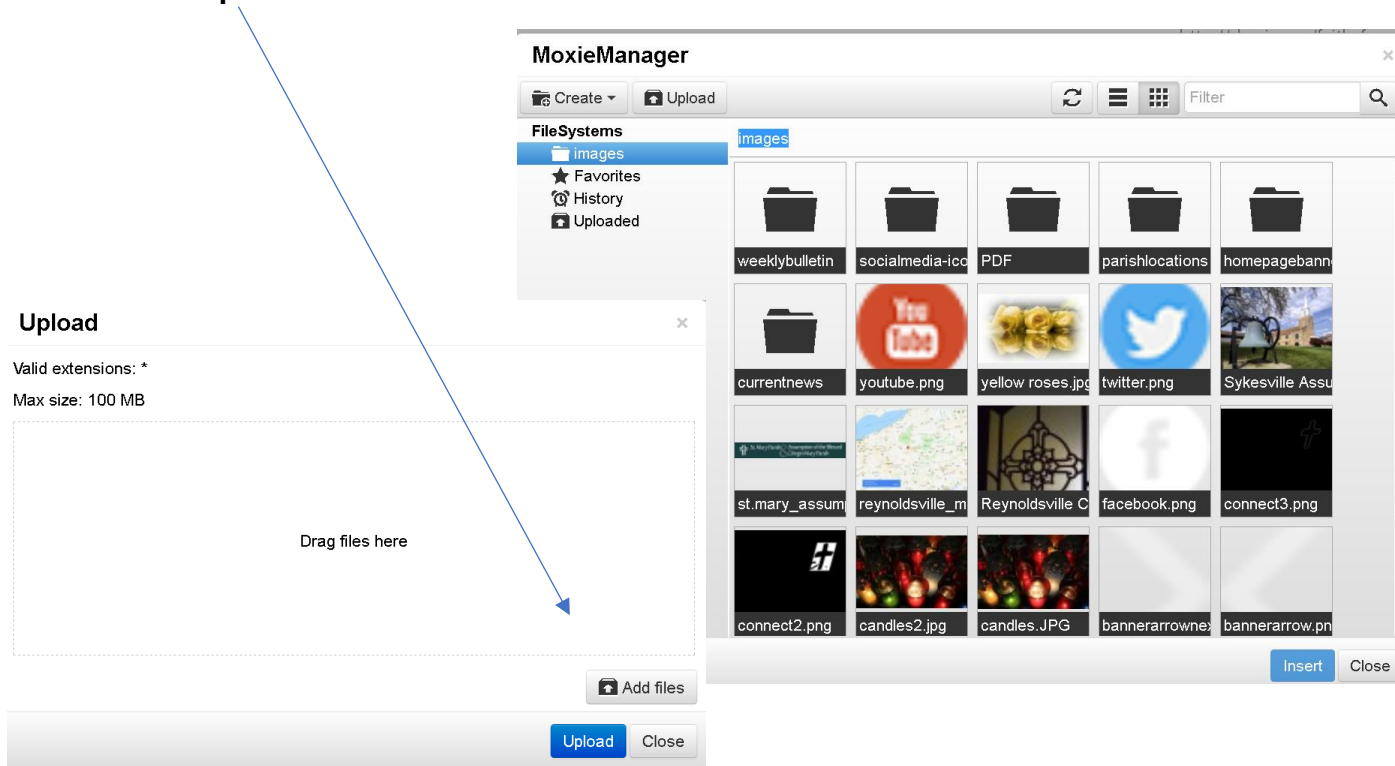 MoxieManager
Create
Upload
Filter
FileSystems
images
Favorites
History
Uploaded
images
weeklybulletin
socialmedia-ico
PDF
parishlocations
homepagebann
currentnews
You
Tube
youtube.png
yellow roses.jpg
twitter.png
Sykesville Assu
st.mary_assum
reynoldsville_m
Reynoldsville C
facebook.png
connect3.png
connect2.png
candles2.jpg
candles.JPG
bannerarrownex
bannerarrow.pn
Insert
Close
Upload
Valid extensions: *
Max size: 100 MB
Drag files here
Add files
Upload
Close